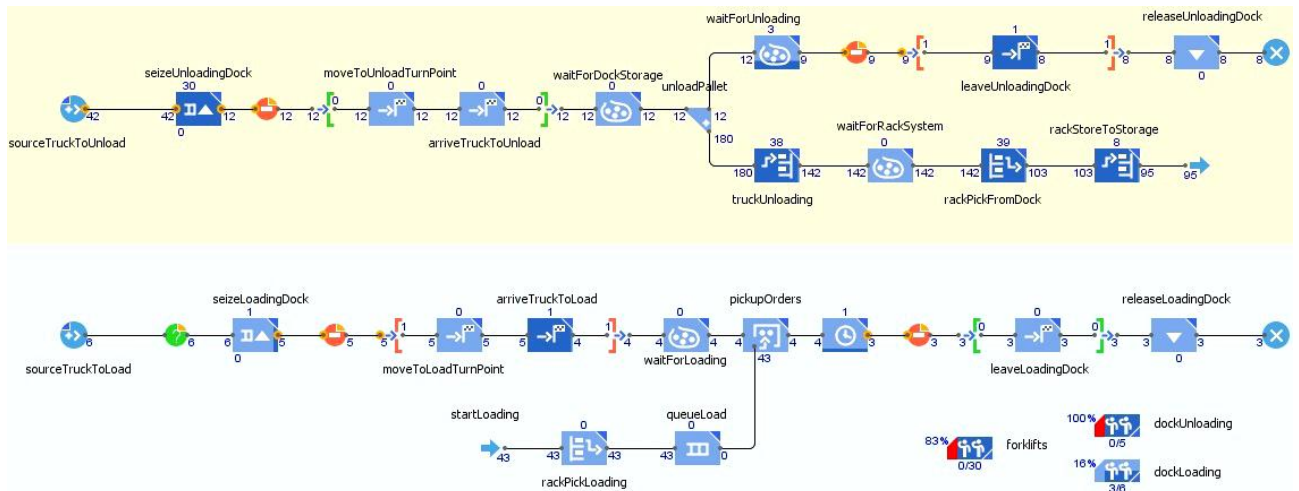 waitForUnloading
releaseUnloadingDock
3
1
seizeUnloadingDock
moveToUnloadTurnPoint
waitForDockStorage
unloadPallet
12 9 9 1 9 8 1 8 8 8
30
0 0 0 0 0
leaveUnloadingDock
0
42 42 12 12 12 12 12 12 12 12 12 12 12
0
180
sourceTruckToUnload
arriveTruckToUnload
waitForRackSystem
rackStoreToStorage
38 0 39 8
180 142 142 142 142 103 103 95 95
truckUnloading
rackPickFromDock
seizeLoadingDock
arriveTruckToLoad
pickupOrders
releaseLoadingDock
1 1 0 1 1 0 0 1 0 0 0
6 6 6 5 5 5 5 5 5 4 4 4 4 4 4 4 3 3 3 3 3 3 3 3
0
43
0
sourceTruckToLoad
moveToLoadTurnPoint
waitForLoading
leaveLoadingDock
startLoading
queueLoad
0 0
43 43 43 43 0
rackPickLoading
100%
dockUnloading
0/5
83%
forklifts
0/30
16%
dockLoading
3/6